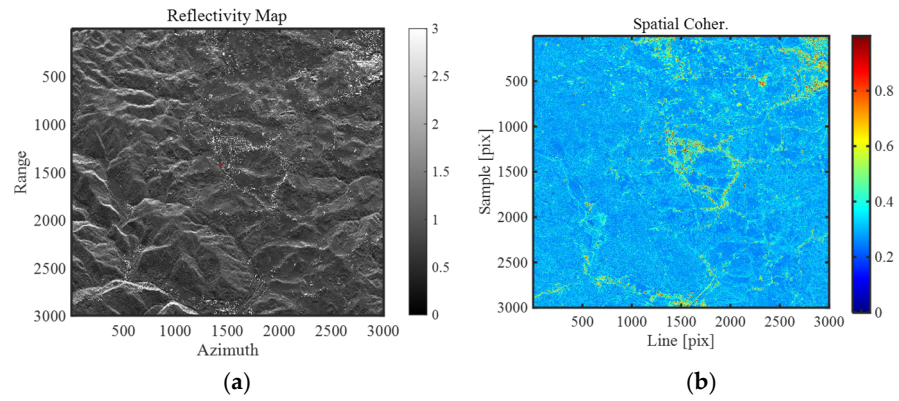 Reflectivity Map
Range
500
1000
1500
2000
2500
3000
500 1000 1500 2000 2500 3000
Azimuth
3
2.5
2
1.5
1
0.5
0
(a)
Spatial Coher.
Sample [pix]
500
1000
1500
2000
2500
3000
500 1000 1500 2000 2500 3000
Line [pix]
0.8
0.6
0.4
0.2
0
(b)